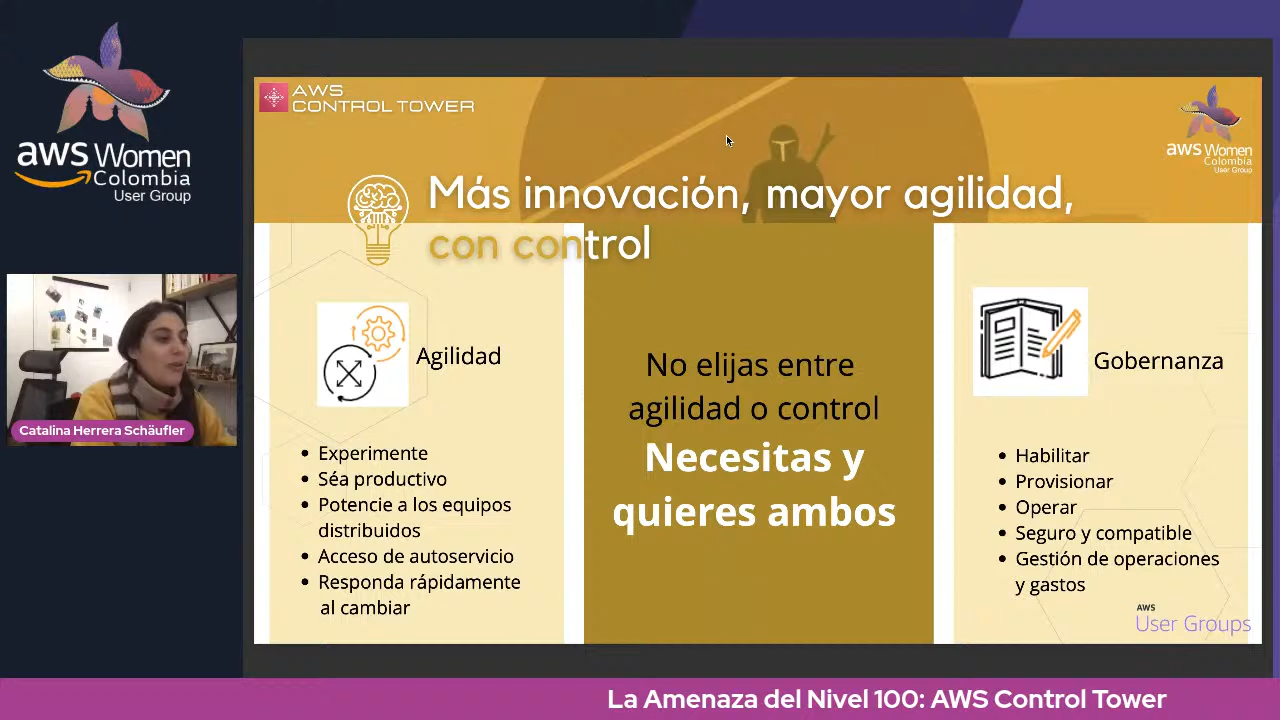 aws Women
Colombia
User Group
Catalina Herrera Schäufler
AWS
CONTROL TOWER
aws Women
Colombia
User Group
Más innovación, mayor agilidad,
con control
Agilidad
Experimente
Séa productivo
Potencie a los equipos
distribuidos
Acceso de autoservicio
Responda rápidamente
al cambiar
No elijas entre
agilidad o control
Necesitas y
quieres ambos
Gobernanza
Habilitar
Provisionar
Operar
Seguro y compatible
Gestión de operaciones
y gastos
AWS
User Groups
La Amenaza del Nivel 100: AWS Control Tower